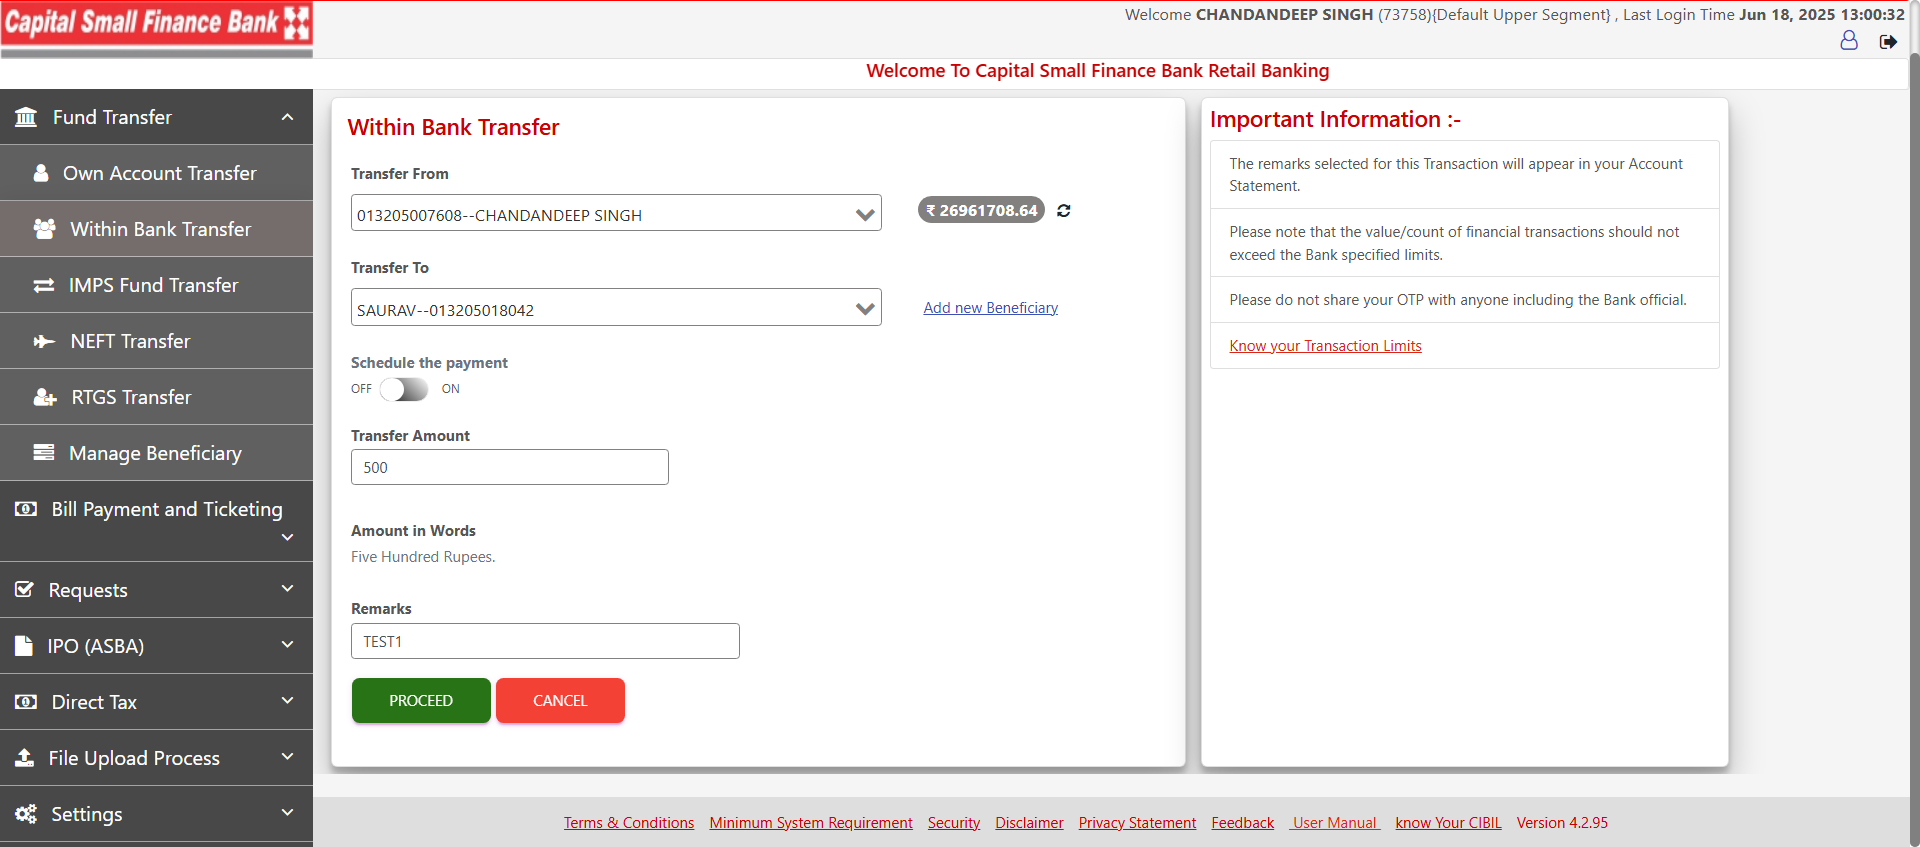 Capital Small Finance Bank
Welcome CHANDANDEEP SINGH (73758){Default Upper Segment} , Last Login Time Jun 18, 2025 13:00:32
Welcome To Capital Small Finance Bank Retail Banking
Fund Transfer
Own Account Transfer
Within Bank Transfer
IMPS Fund Transfer
NEFT Transfer
RTGS Transfer
Manage Beneficiary
Bill Payment and Ticketing
Requests
IPO (ASBA)
Direct Tax
File Upload Process
Settings
Within Bank Transfer
Transfer From
013205007608--CHANDANDEEP SINGH
₹ 26961708.64
Transfer To
SAURAV--013205018042
Add new Beneficiary
Schedule the payment
OFF ON
Transfer Amount
500
Amount in Words
Five Hundred Rupees.
Remarks
TEST1
PROCEED CANCEL
Important Information :-
The remarks selected for this Transaction will appear in your Account
Statement.
Please note that the value/count of financial transactions should not
exceed the Bank specified limits.
Please do not share your OTP with anyone including the Bank official.
Know your Transaction Limits
Terms & Conditions Minimum System Requirement Security Disclaimer Privacy Statement Feedback User Manual know Your CIBIL Version 4.2.95